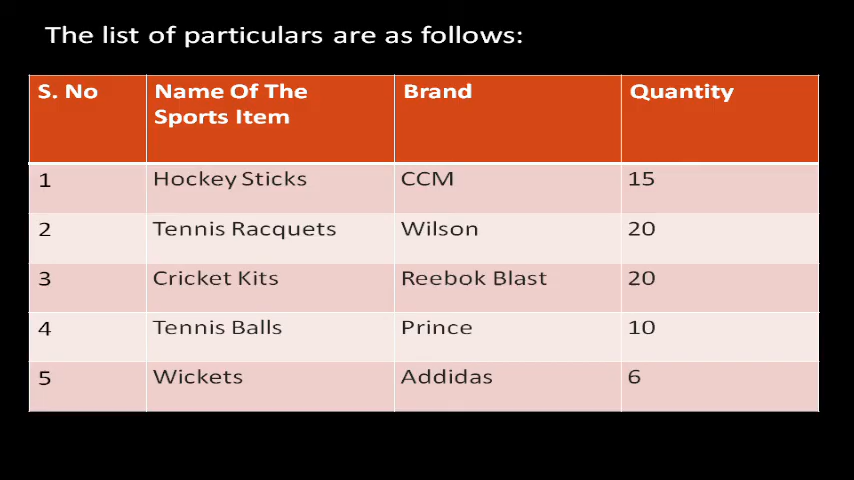 The list of particulars are as follows:
S. No Name Of The Sports Item Brand Quantity
1 Hockey Sticks CCM 15
2 Tennis Racquets Wilson 20
3 Cricket Kits Reebok Blast 20
4 Tennis Balls Prince 10
5 Wickets Addidas 6